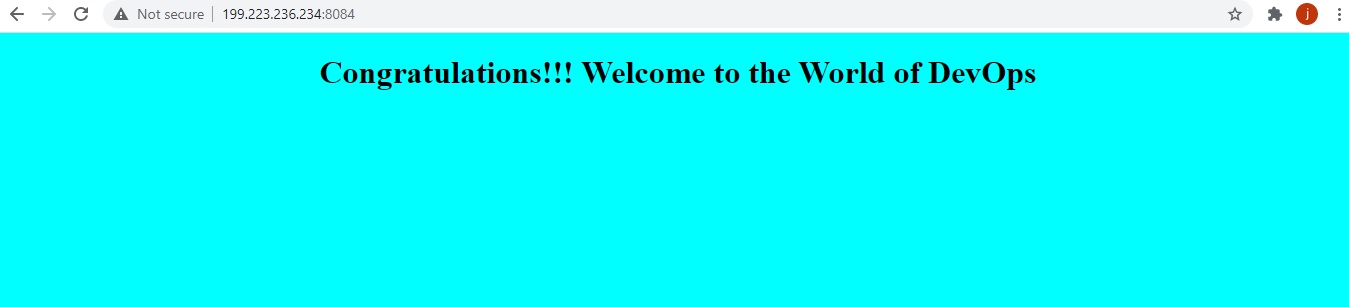 Not secure 199.223.236.234:8084
j
Congratulations!!! Welcome to the World of DevOps